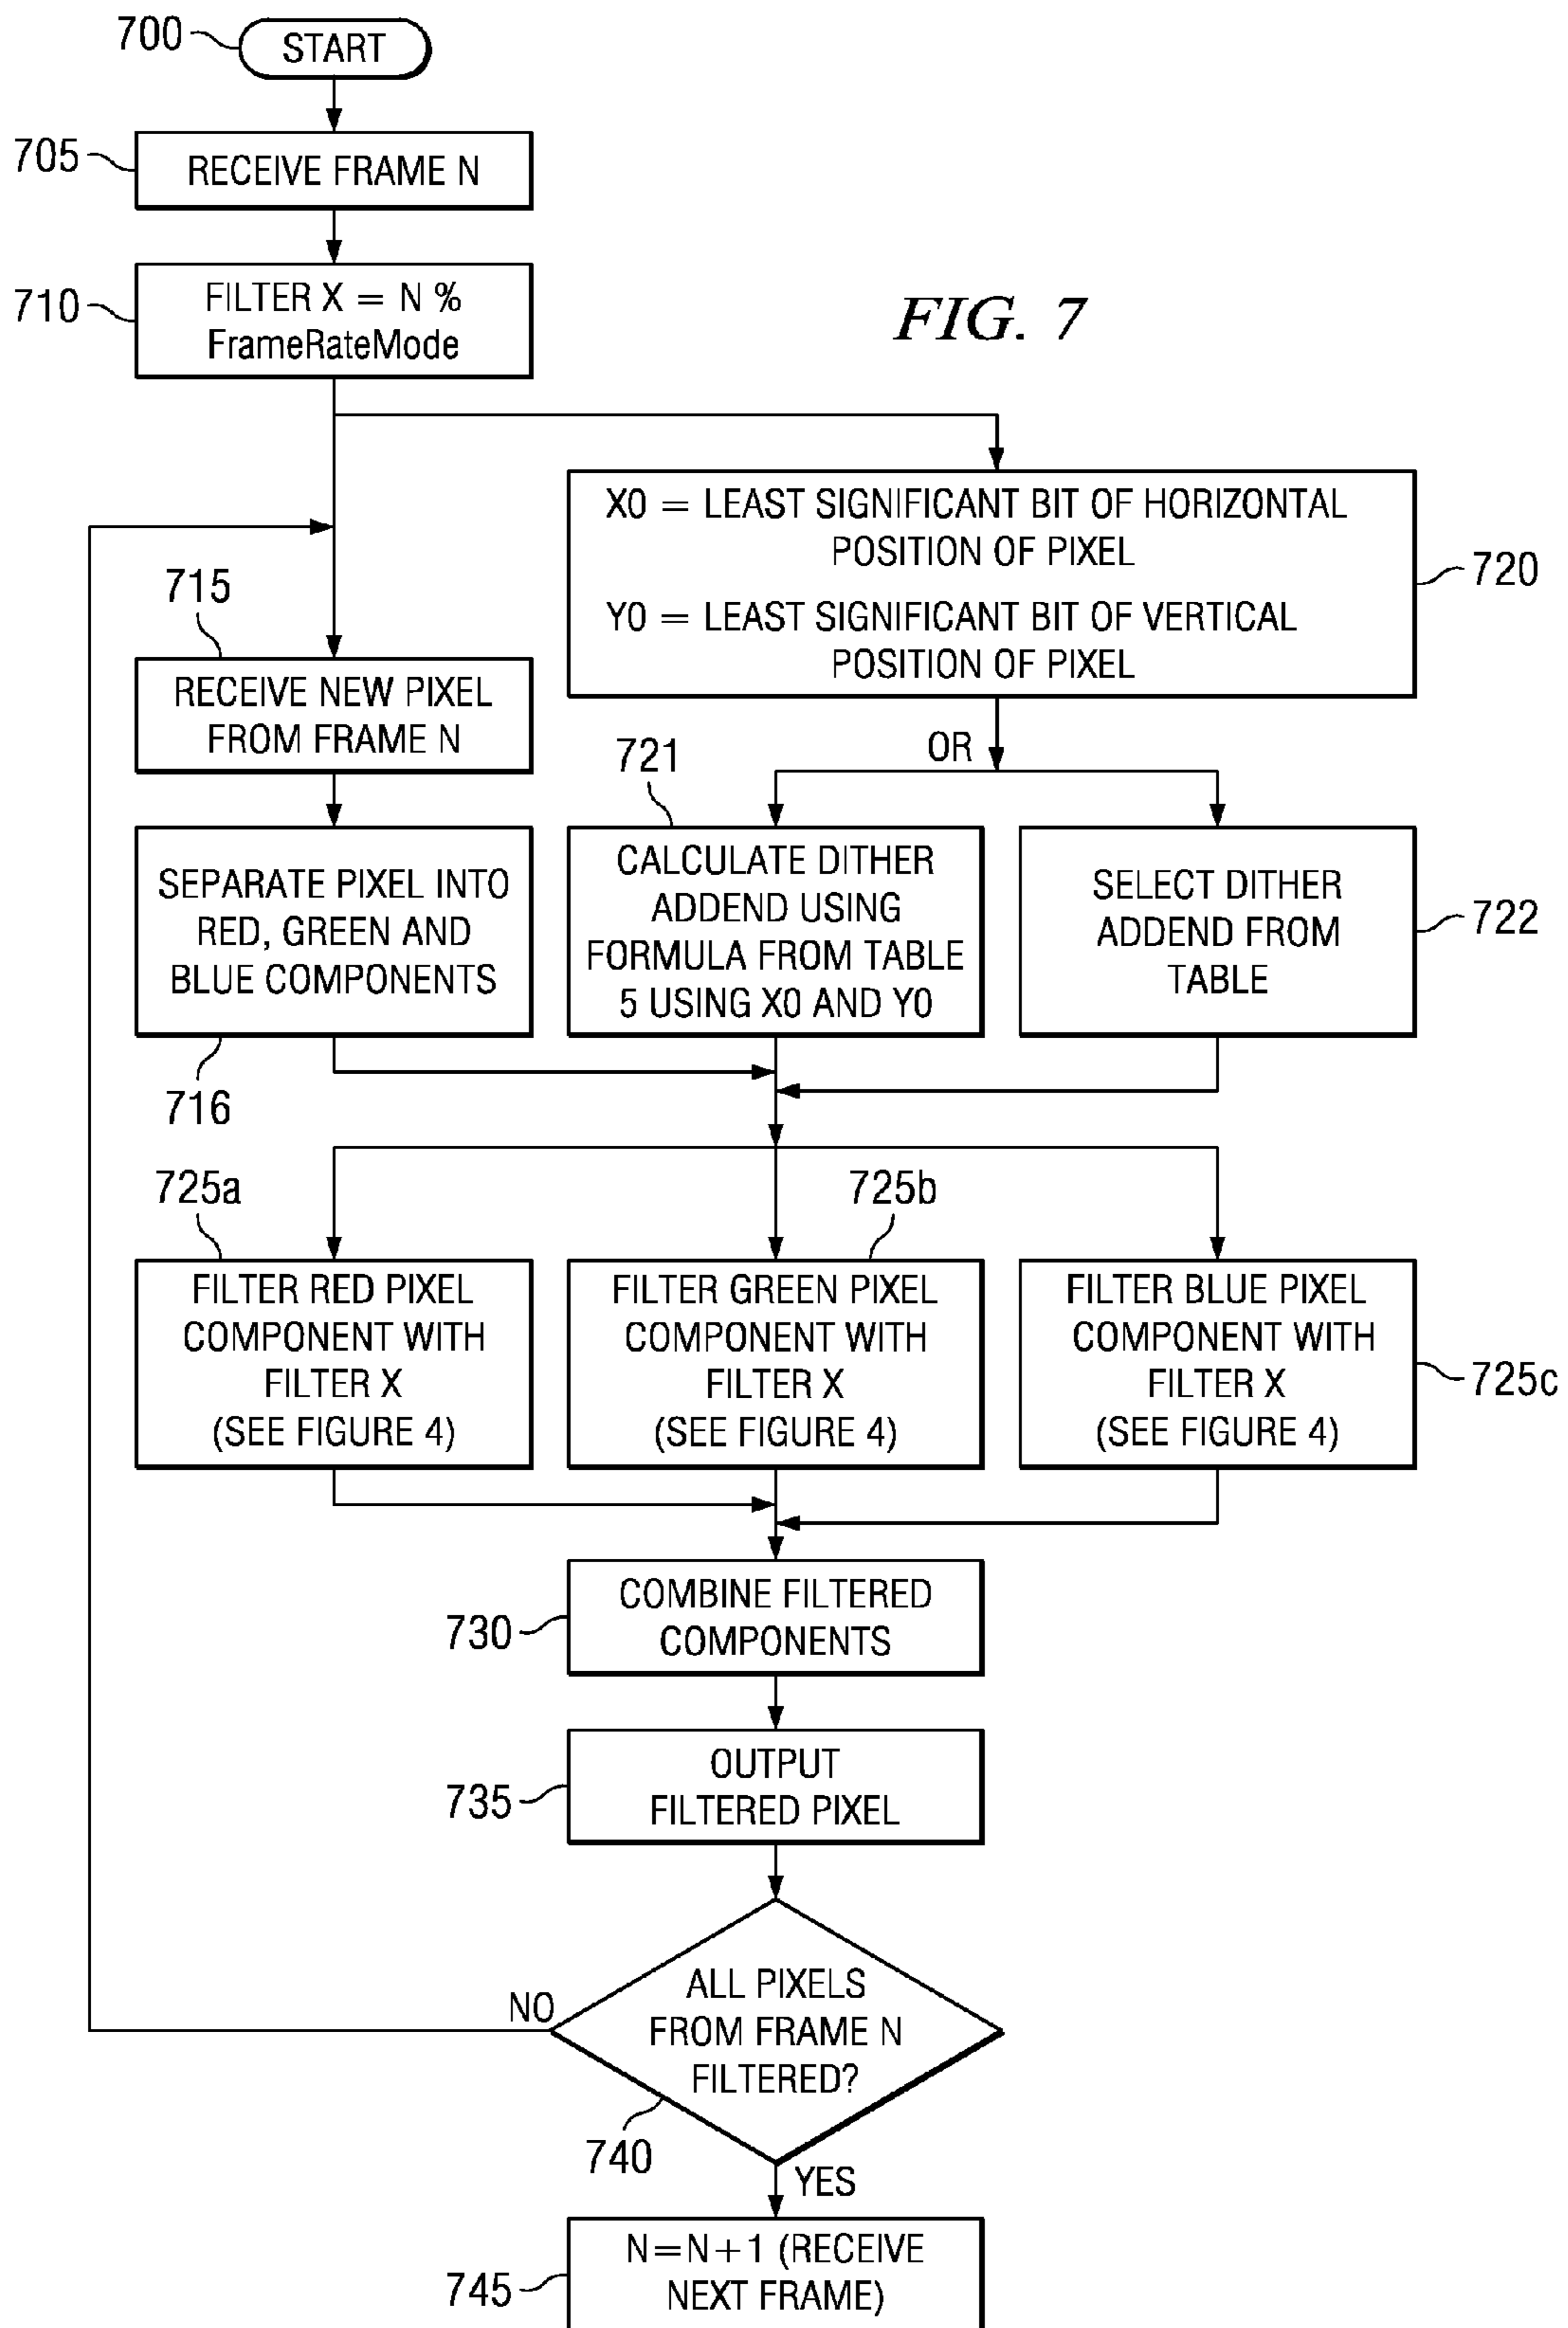 700
START
705
RECEIVE FRAME N
710
FILTER X = N %
FrameRateMode
FIG. 7
X0 = LEAST SIGNIFICANT BIT OF HORIZONTAL
POSITION OF PIXEL
Y0 = LEAST SIGNIFICANT BIT OF VERTICAL
POSITION OF PIXEL
720
715
RECEIVE NEW PIXEL
FROM FRAME N
OR
721
SEPARATE PIXEL INTO
RED, GREEN AND
BLUE COMPONENTS
716
CALCULATE DITHER
ADDEND USING
FORMULA FROM TABLE
5 USING X0 AND Y0
SELECT DITHER
ADDEND FROM
TABLE
722
725a
FILTER RED PIXEL
COMPONENT WITH
FILTER X
(SEE FIGURE 4)
725b
FILTER GREEN PIXEL
COMPONENT WITH
FILTER X
(SEE FIGURE 4)
FILTER BLUE PIXEL
COMPONENT WITH
FILTER X
(SEE FIGURE 4)
725c
730
COMBINE FILTERED
COMPONENTS
735
OUTPUT
FILTERED PIXEL
NO
ALL PIXELS
FROM FRAME N
FILTERED?
740
YES
745
N=N+1 (RECEIVE
NEXT FRAME)